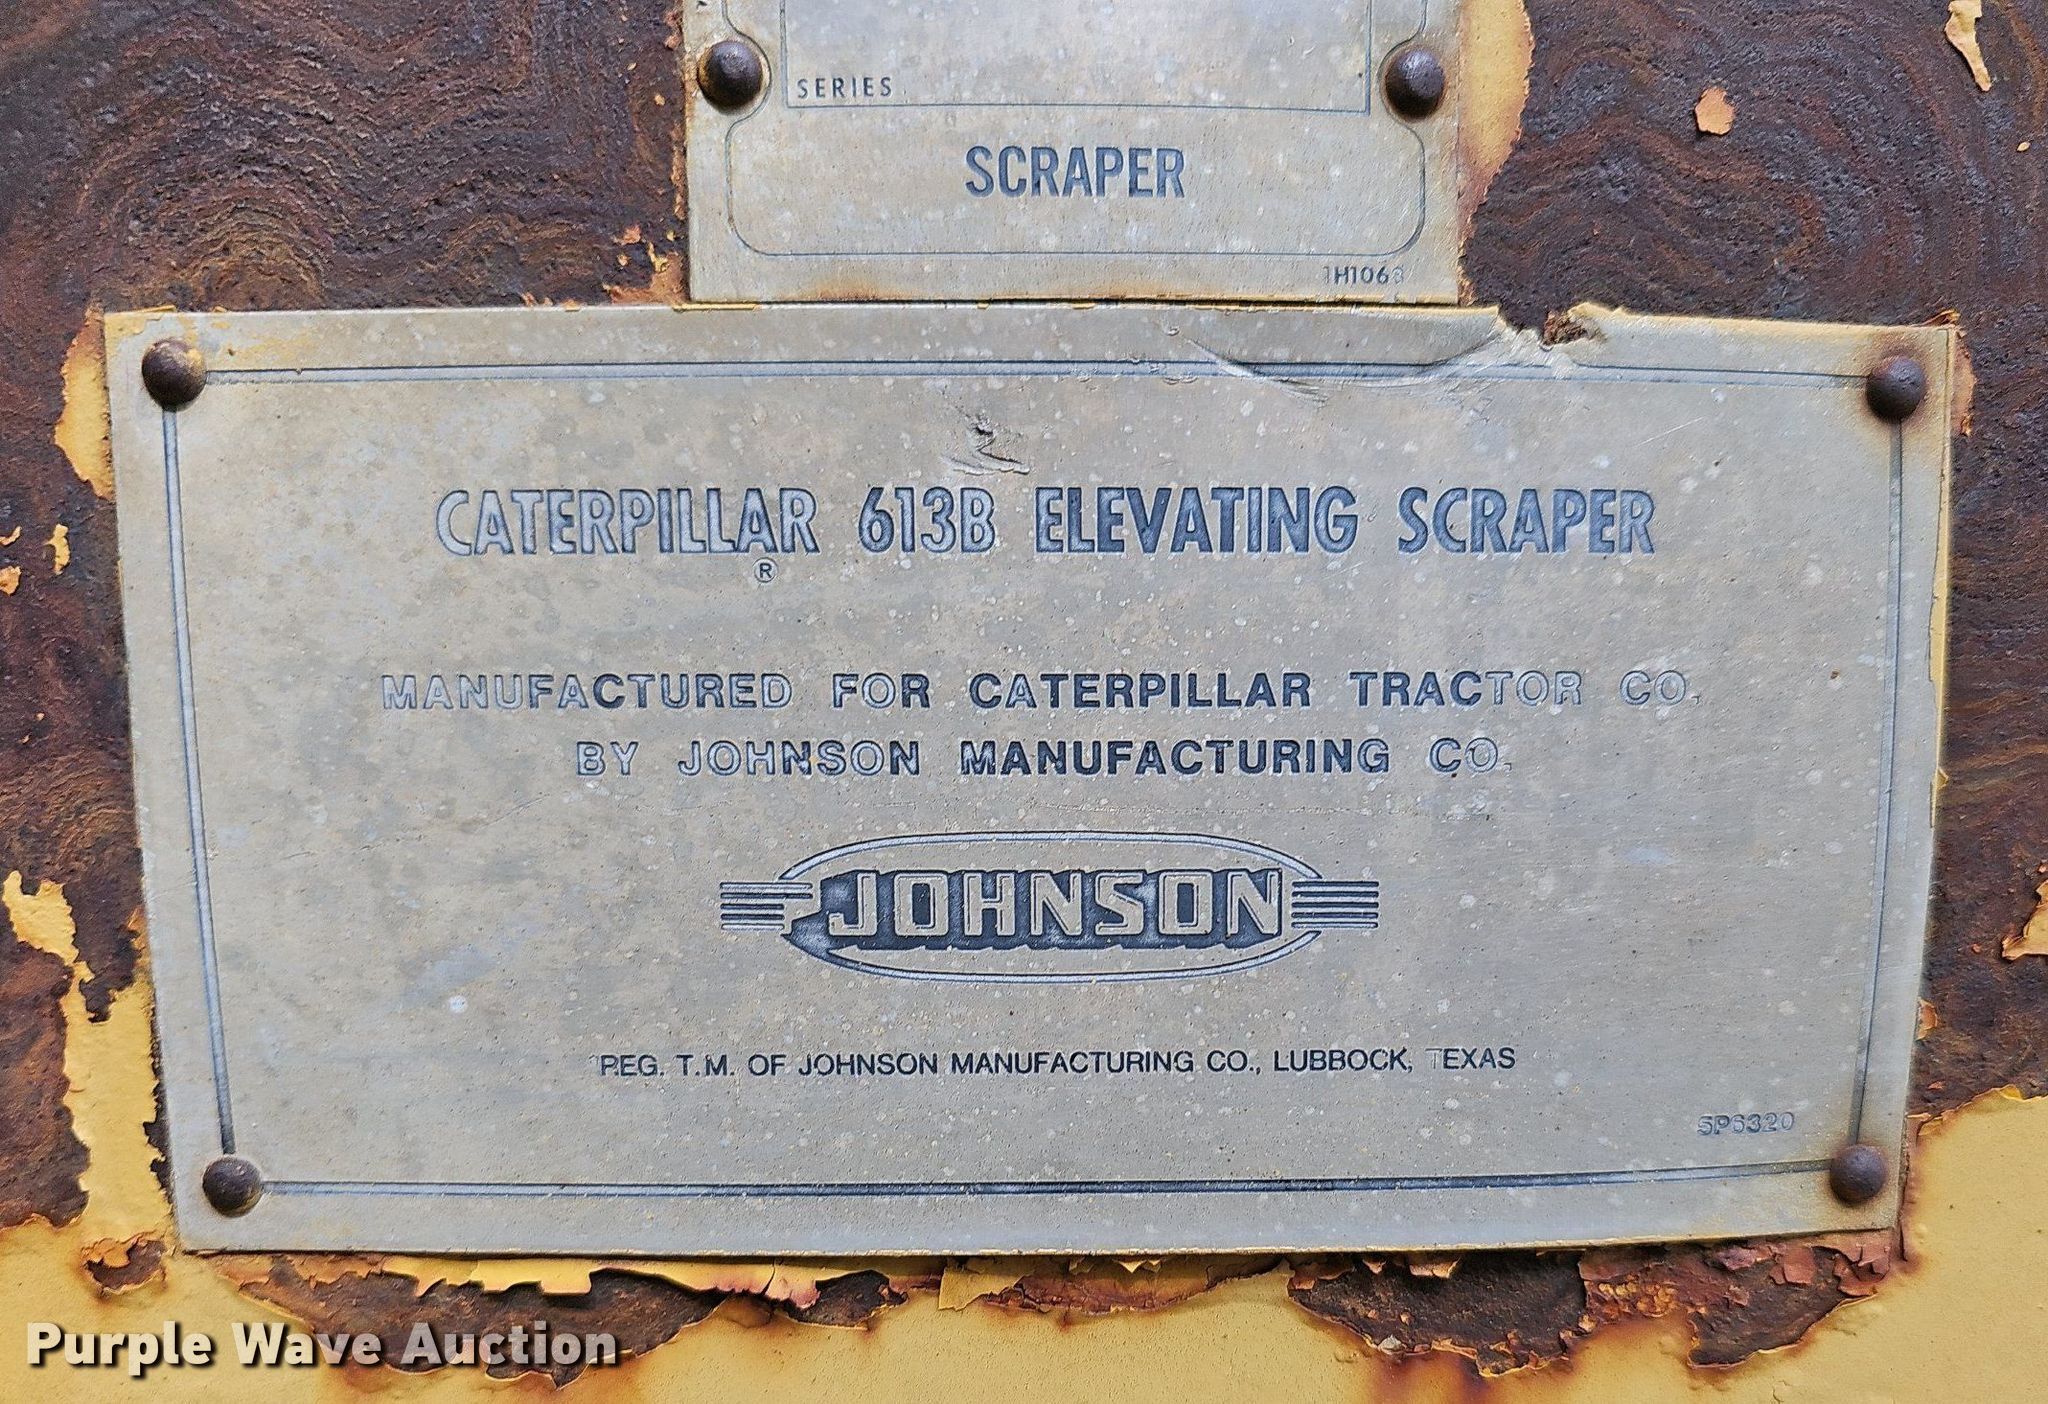 SERIES
SCRAPER
1H1068
CATERPILLAR 613B ELEVATING SCRAPER
®
MANUFACTURED FOR CATERPILLAR TRACTOR CO.
BY JOHNSON MANUFACTURING CO.
JOHNSON
REG. T.M. OF JOHNSON MANUFACTURING CO., LUBBOCK, TEXAS
5P6320
Purple Wave Auction